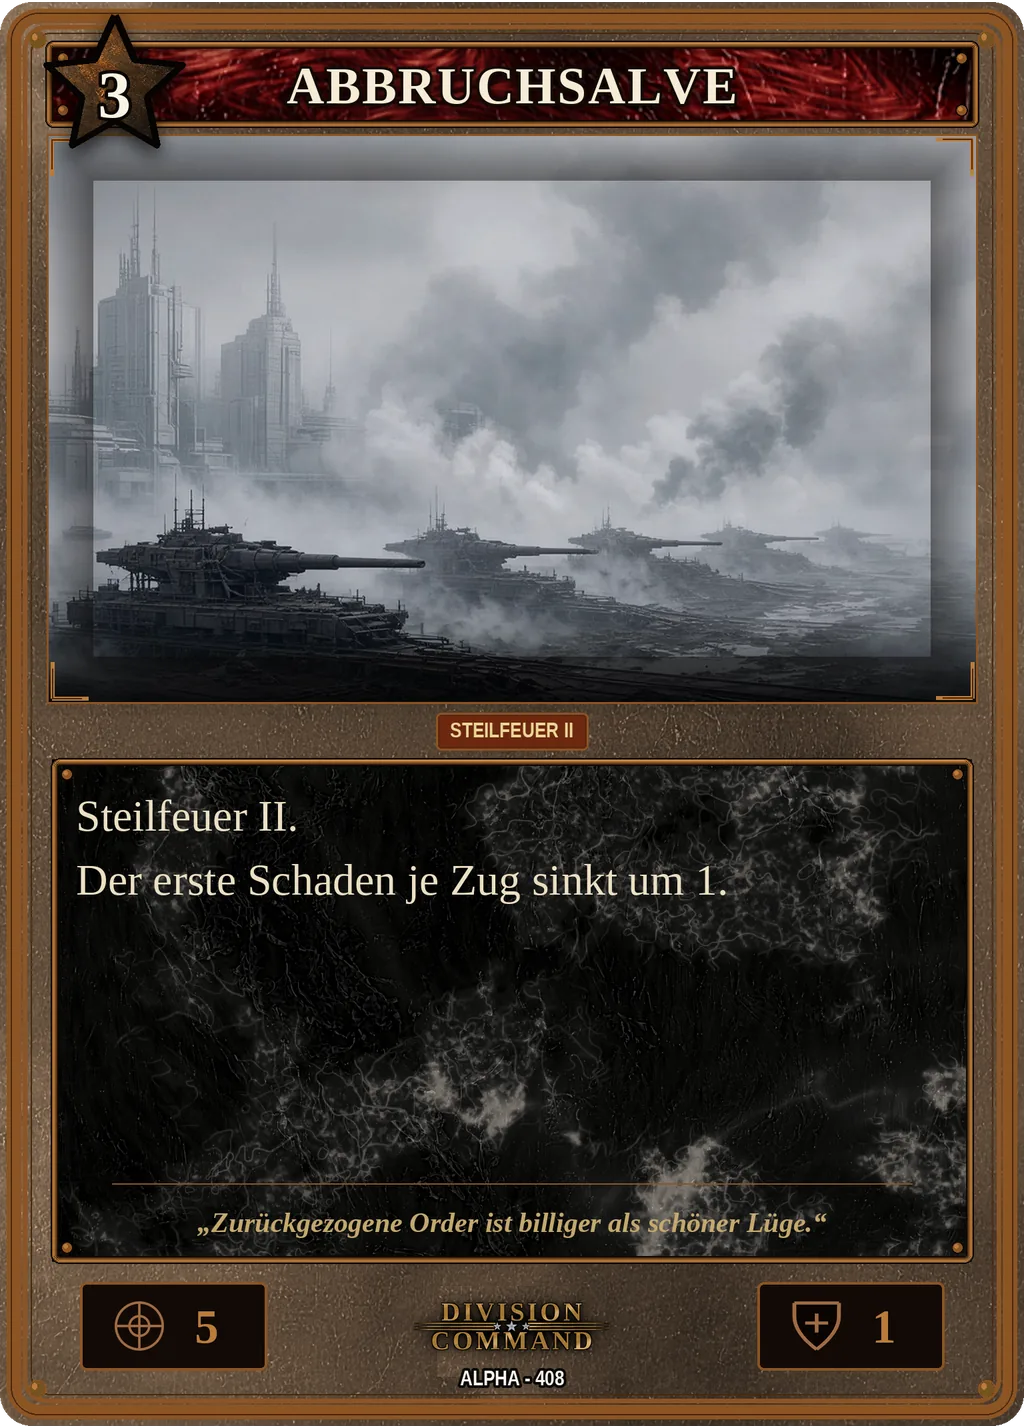 3
ABBRUCHSALVE
STEILFEUER II
Steilfeuer II.
Der erste Schaden je Zug sinkt um 1.
„Zurückgezogene Order ist billiger als schöner Lüge.“
5
DIVISION
COMMAND
1
ALPHA - 408